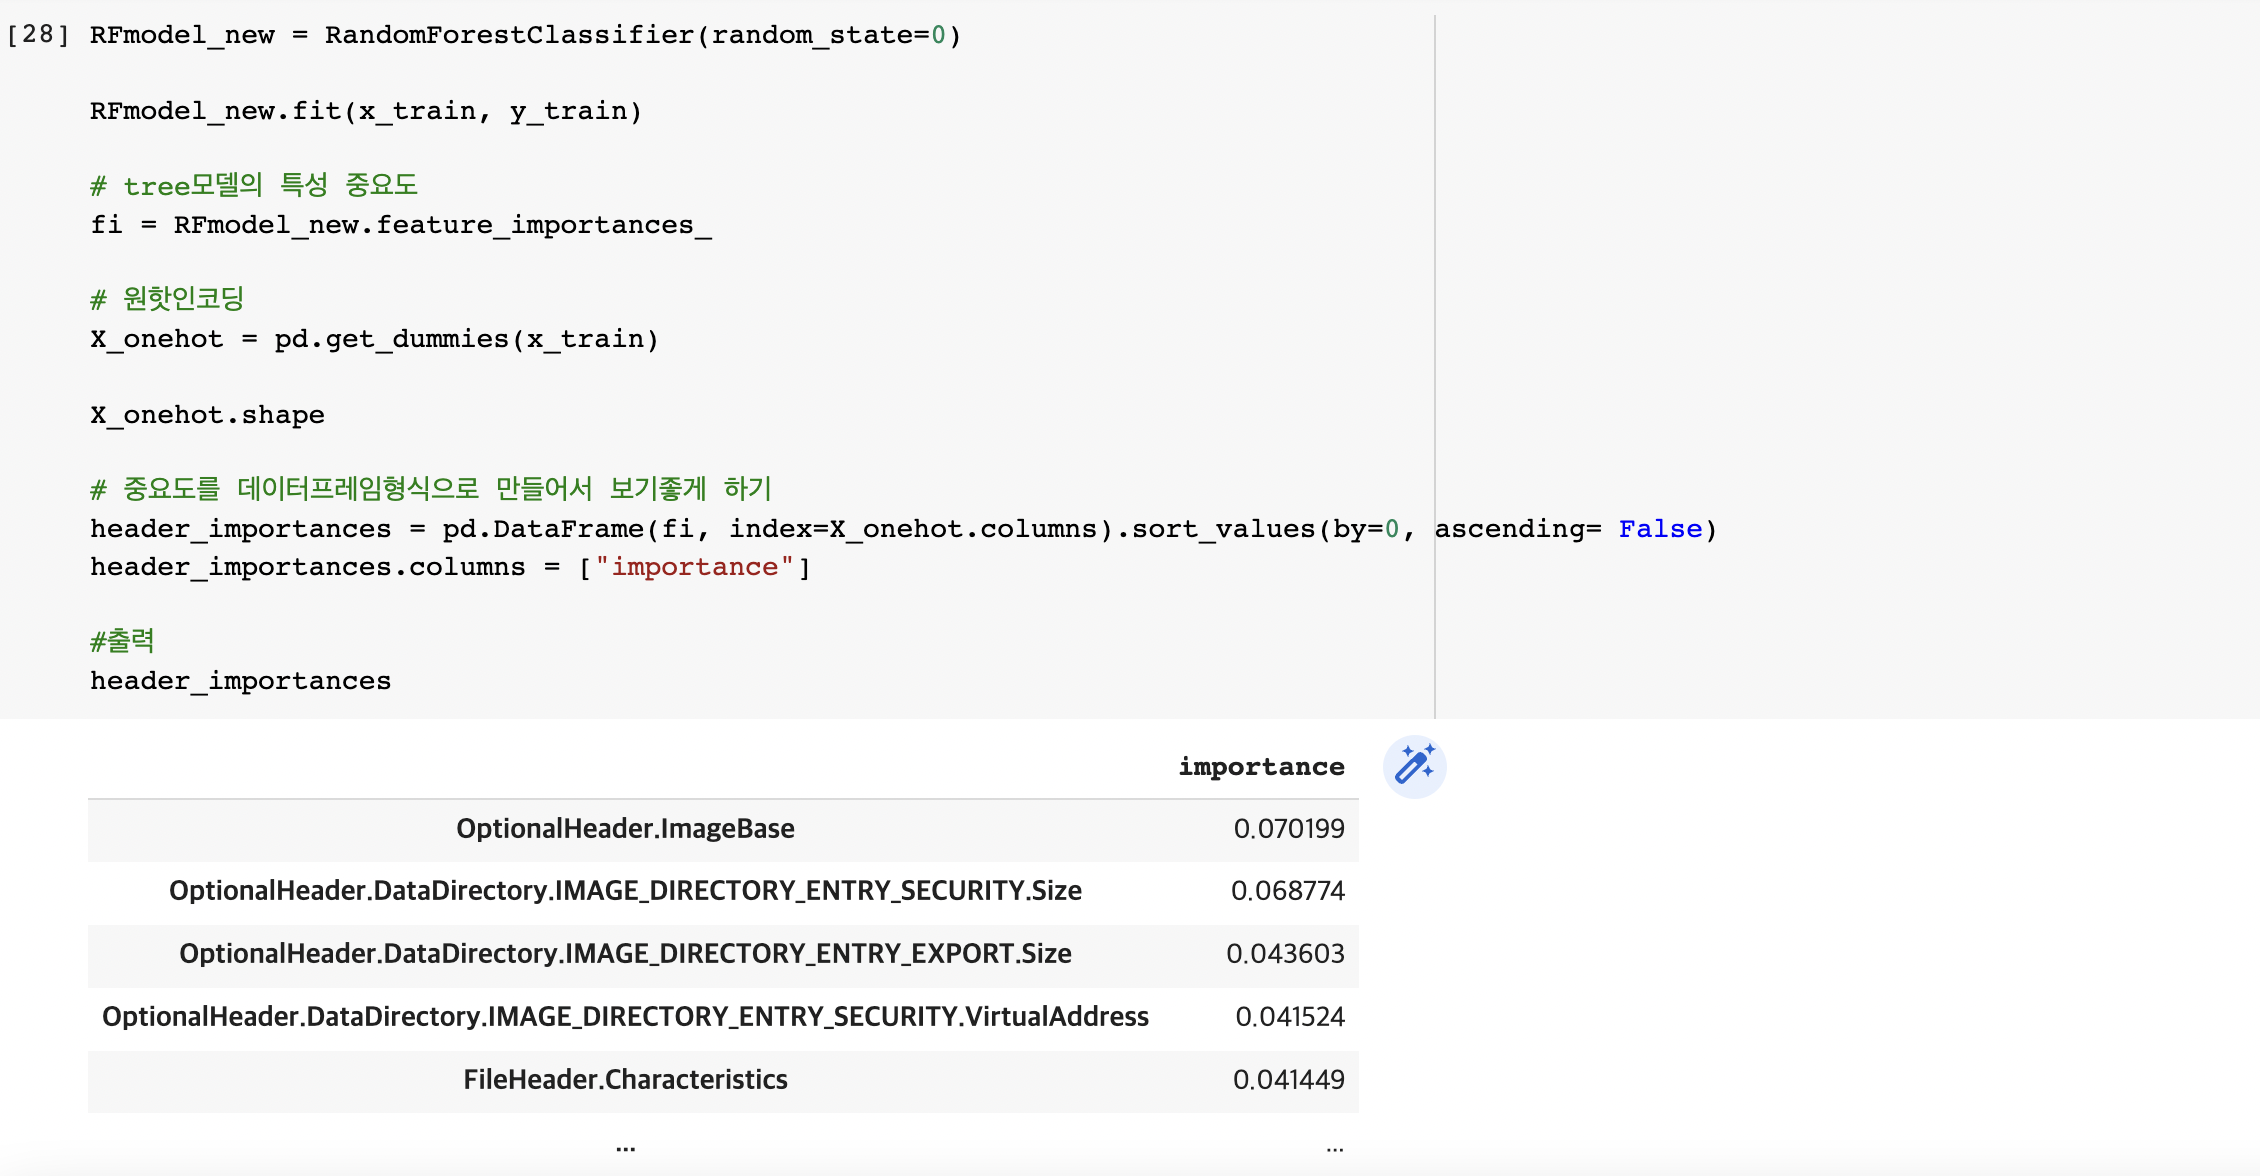 [28] RFmodel_new = RandomForestClassifier(random_state=0)
RFmodel_new.fit(x_train, y_train)
# tree모델의 특성 중요도
fi = RFmodel_new.feature_importances_
# 원핫인코딩
X_onehot = pd.get_dummies(x_train)
X_onehot.shape
# 중요도를 데이터프레임형식으로 만들어서 보기좋게 하기
header_importances = pd.DataFrame(fi, index=X_onehot.columns).sort_values(by=0, ascending= False)
header_importances.columns = ["importance"]
#출력
header_importances
importance
OptionalHeader.ImageBase 0.070199
OptionalHeader.DataDirectory.IMAGE_DIRECTORY_ENTRY_SECURITY.Size 0.068774
OptionalHeader.DataDirectory.IMAGE_DIRECTORY_ENTRY_EXPORT.Size 0.043603
OptionalHeader.DataDirectory.IMAGE_DIRECTORY_ENTRY_SECURITY.VirtualAddress 0.041524
FileHeader.Characteristics 0.041449
... ...